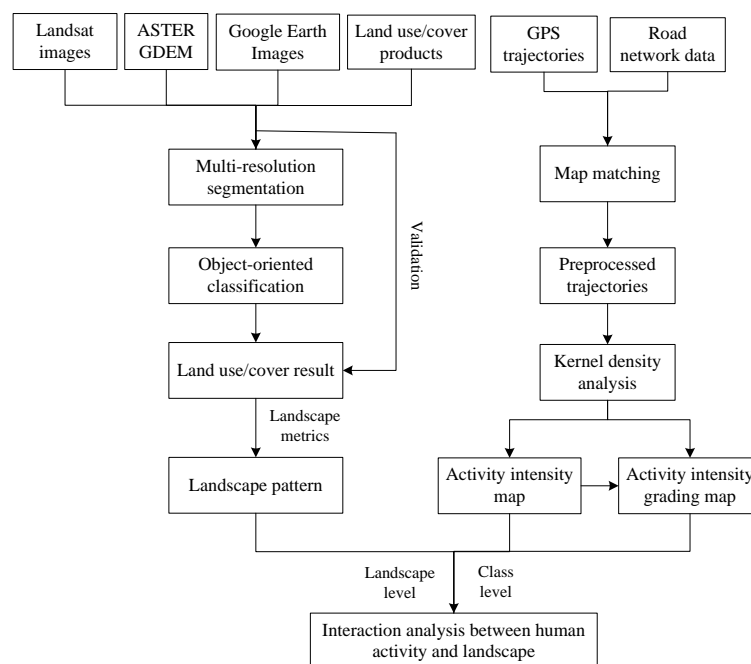 Landsat
images
ASTER
GDEM
Google Earth
Images
Land use/cover
products
GPS
trajectories
Road
network data
Multi-resolution
segmentation
Map matching
Validation
Object-oriented
classification
Preprocessed
trajectories
Land use/cover result
Kernel density
analysis
Landscape
metrics
Landscape pattern
Activity intensity
map
Activity intensity
grading map
Landscape
level
Class
level
Interaction analysis between human
activity and landscape